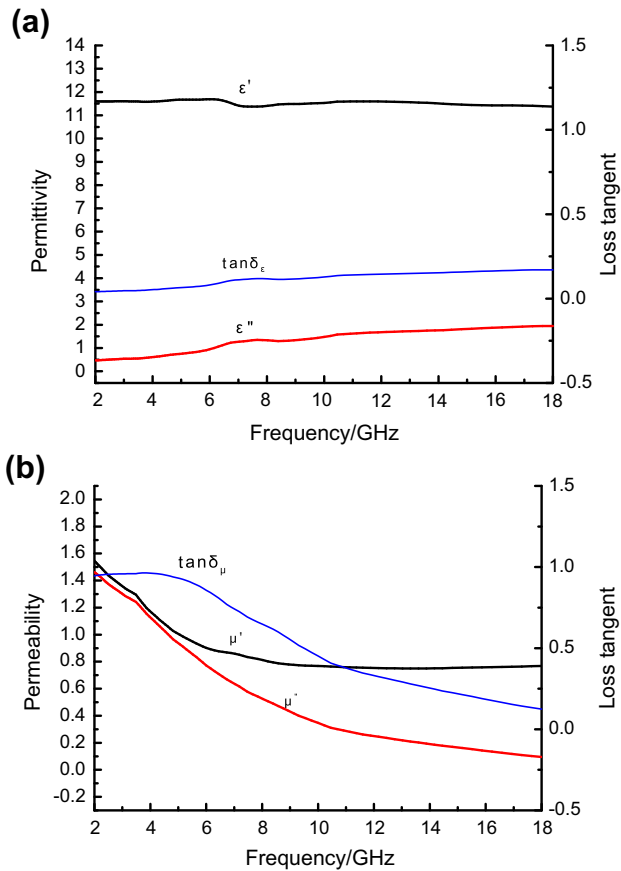 (a)
14
13
12
11
10
9
8
7
6
5
4
3
2
1
0
Permittivity
ε'
tanδε
ε"
1.5
1.0
0.5
0.0
-0.5
Loss tangent
2 4 6 8 10 12 14 16 18
Frequency/GHz
(b)
2.0
1.8
1.6
1.4
1.2
1.0
0.8
0.6
0.4
0.2
0.0
-0.2
Permeability
tanδμ
μ'
μ"
1.5
1.0
0.5
0.0
-0.5
Loss tangent
2 4 6 8 10 12 14 16 18
Frequency/GHz